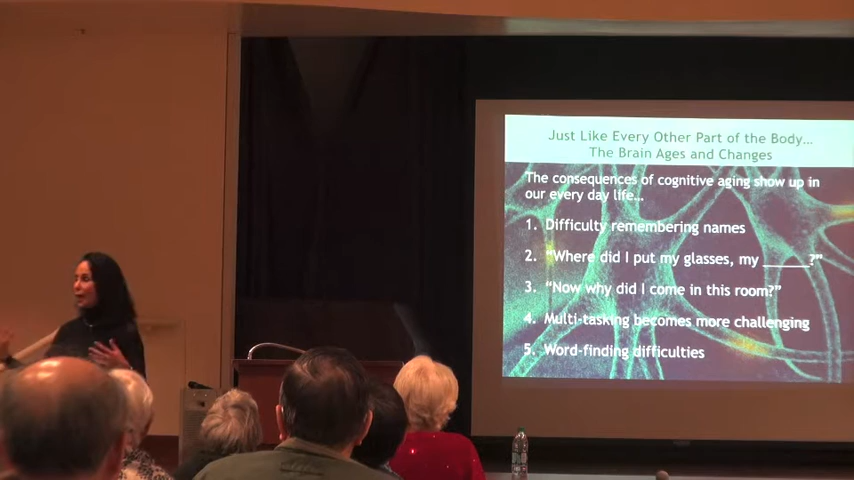 Just Like Every Other Part of the Body...
The Brain Ages and Changes
The consequences of cognitive aging show up in
our every day life...
1. Difficulty remembering names
2. "Where did I put my glasses, my ______?"
3. "Now why did I come in this room?"
4. Multi-tasking becomes more challenging
5. Word-finding difficulties